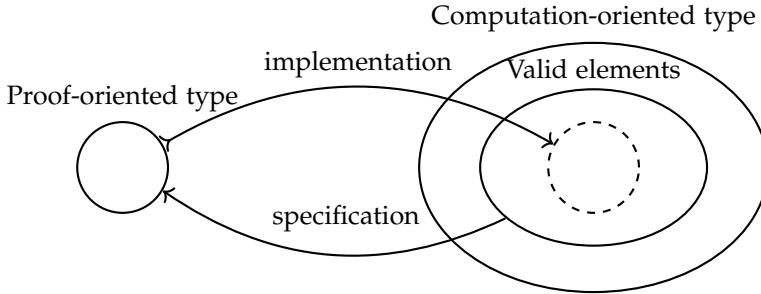 Computation-oriented type
implementation
Valid elements
Proof-oriented type
specification